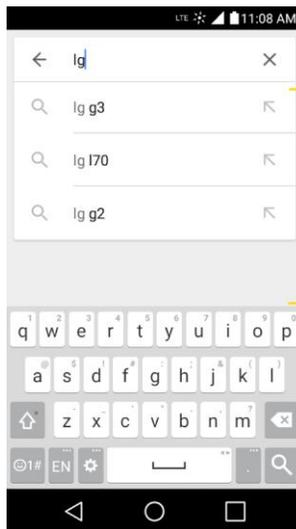 LTE 11:08 AM
lg
lg g3
lg l70
lg g2
1 2 3 4 5 6 7 8 9 0
q w e r t y u i o p
@ $ # & ( )
a s d f g h j k l
z x c v b n m ?
☺1# EN .